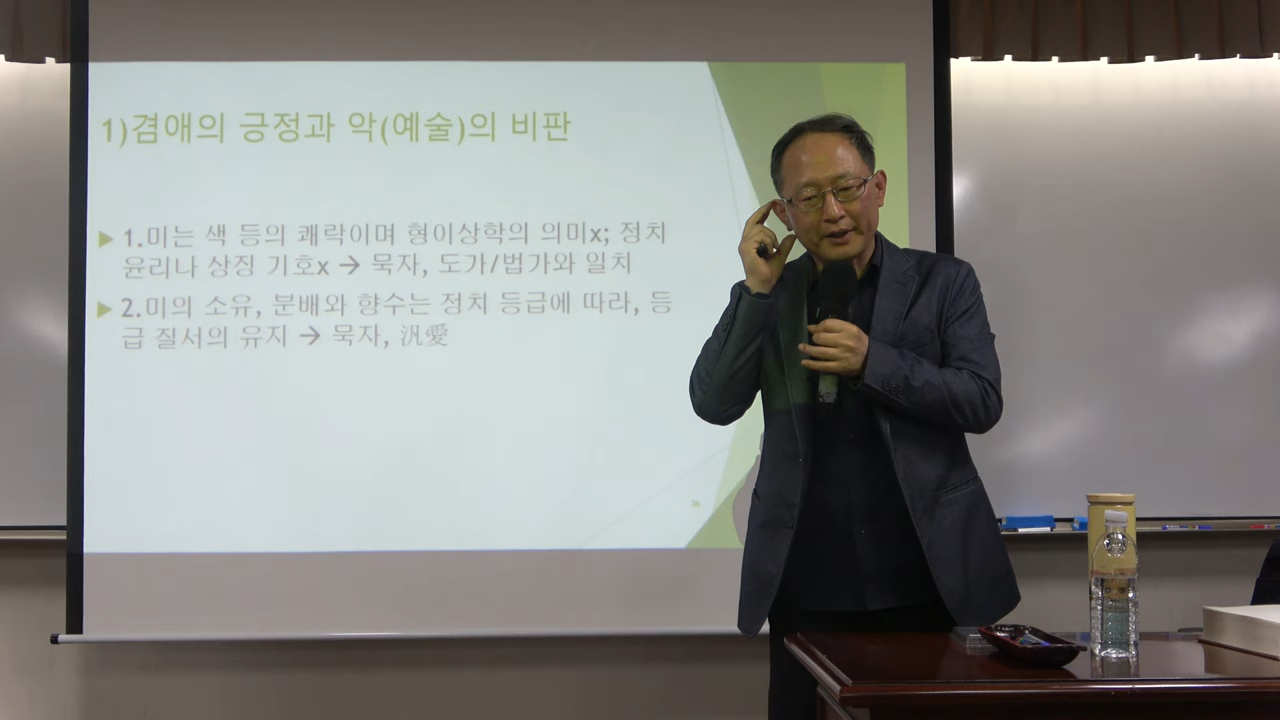 1)겸애의 긍정과 악(예술)의 비판
1.미는 색 등의 쾌락이며 형이상학의 의미x; 정치
윤리나 상징 기호x → 묵자, 도가/법가와 일치
2.미의 소유, 분배와 향수는 정치 등급에 따라, 등
급 질서의 유지 → 묵자, 汎愛